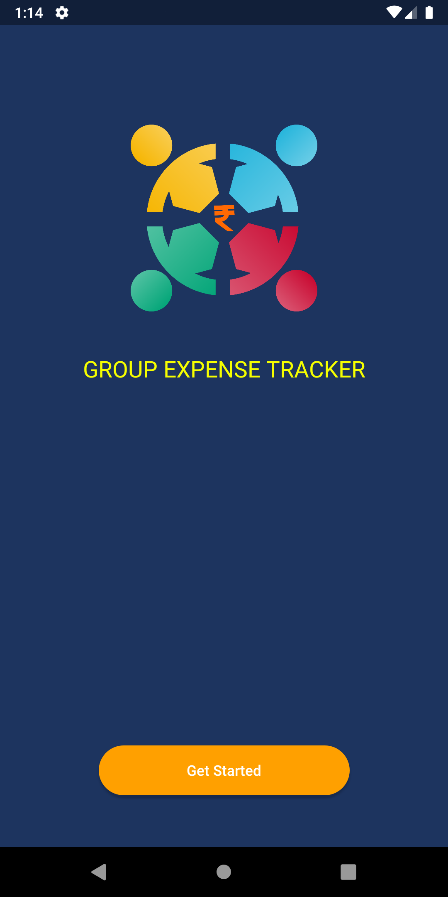 1:14
₹
GROUP EXPENSE TRACKER
Get Started